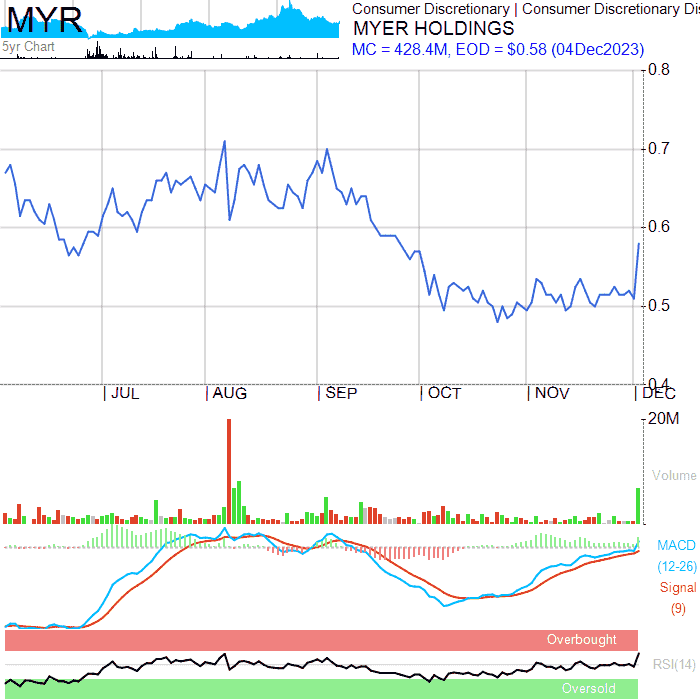 MYR
Consumer Discretionary | Consumer Discretionary Dis
MYER HOLDINGS
5yr Chart
MC = 428.4M, EOD = $0.58 (04Dec2023)
0.8
0.7
0.6
0.5
0.4
JUL AUG SEP OCT NOV DEC
20M
Volume
MACD
(12-26)
Signal
(9)
Overbought
RSI(14)
Oversold